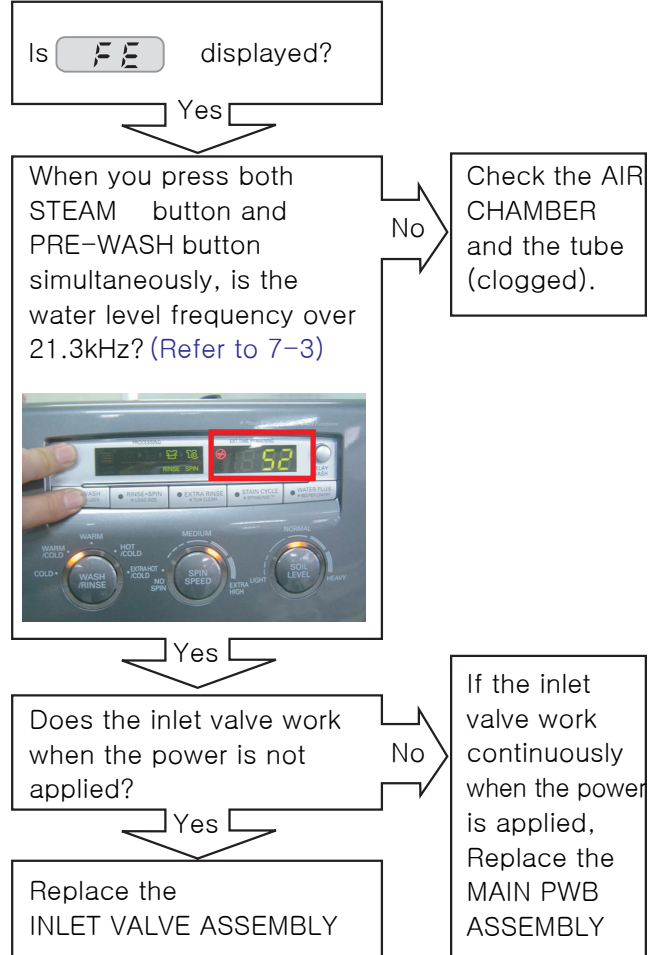 Is FE displayed?
Yes
When you press both
STEAM button and
PRE-WASH button
simultaneously, is the
water level frequency over
21.3kHz? (Refer to 7-3)
No
Check the AIR
CHAMBER
and the tube
(clogged).
52
RINSE SPIN
WASH
RINSE+SPIN
EXTRA RINSE
STAIN CYCLE
WATER PLUS
WARM
WARM
/COLD
HOT
/COLD
COLD
EXTRA HOT
/COLD
WASH
/RINSE
MEDIUM
NO
SPIN
SPIN
SPEED
EXTRA
HIGH
NORMAL
LIGHT
SOIL
LEVEL
HEAVY
Yes
Does the inlet valve work
when the power is not
applied?
No
If the inlet
valve work
continuously
when the power
is applied,
Replace the
MAIN PWB
ASSEMBLY
Yes
Replace the
INLET VALVE ASSEMBLY